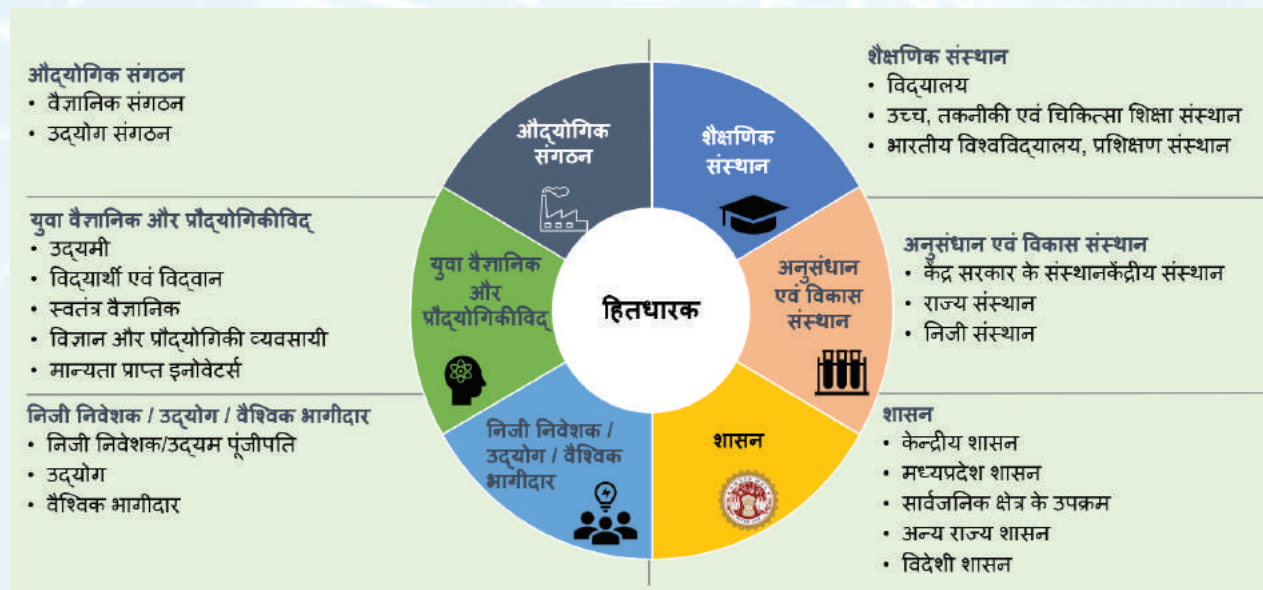 औद्योगिक संगठन
• वैज्ञानिक संगठन
• उद्योग संगठन
युवा वैज्ञानिक और प्रौद्योगिकीविद्
• उद्यमी
• विद्यार्थी एवं विद्वान
• स्वतंत्र वैज्ञानिक
• विज्ञान और प्रौद्योगिकी व्यवसायी
• मान्यता प्राप्त इनोवेटर्स
निजी निवेशक / उद्योग / वैश्विक भागीदार
• निजी निवेशक/उद्यम पूंजीपति
• उद्योग
• वैश्विक भागीदार
औद्योगिक
संगठन
शैक्षणिक
संस्थान
युवा वैज्ञानिक
और
प्रौद्योगिकीविद्
हितधारक
अनुसंधान
एवं विकास
संस्थान
निजी निवेशक /
उद्योग / वैश्विक
भागीदार
शासन
शैक्षणिक संस्थान
• विद्यालय
• उच्च, तकनीकी एवं चिकित्सा शिक्षा संस्थान
• भारतीय विश्वविद्यालय, प्रशिक्षण संस्थान
अनुसंधान एवं विकास संस्थान
• केंद्र सरकार के संस्थानकेंद्रीय संस्थान
• राज्य संस्थान
• निजी संस्थान
शासन
• केन्द्रीय शासन
• मध्यप्रदेश शासन
• सार्वजनिक क्षेत्र के उपक्रम
• अन्य राज्य शासन
• विदेशी शासन